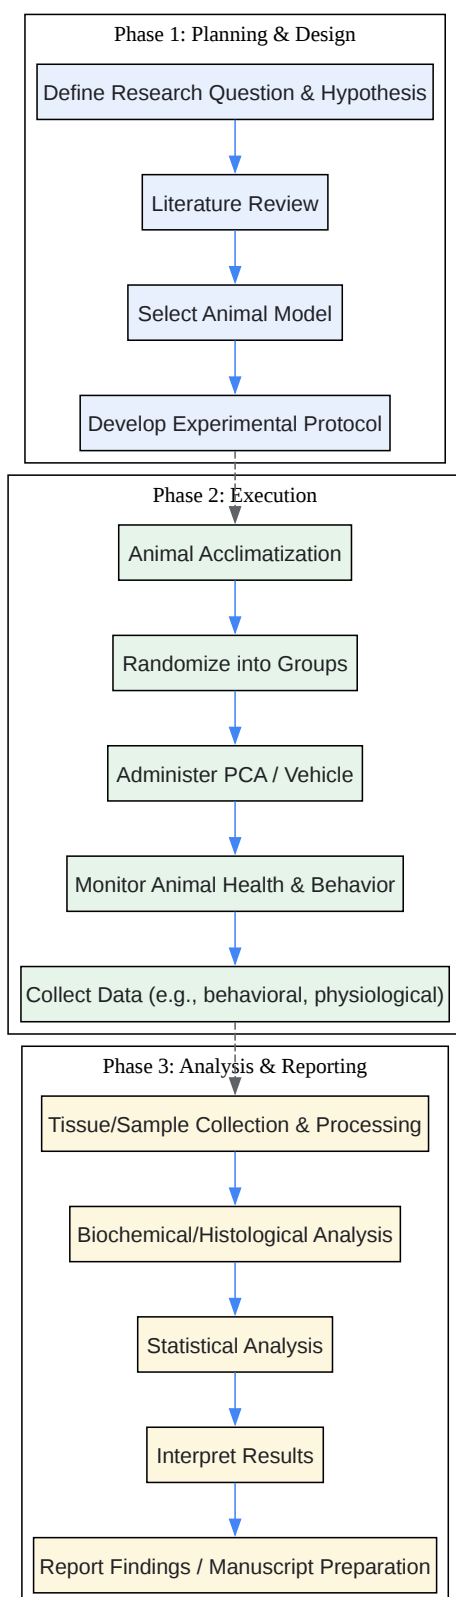 Phase 1: Planning & Design
Define Research Question & Hypothesis
Literature Review
Select Animal Model
Develop Experimental Protocol
Phase 2: Execution
Animal Acclimatization
Randomize into Groups
Administer PCA / Vehicle
Monitor Animal Health & Behavior
Collect Data (e.g., behavioral, physiological)
Phase 3: Analysis & Reporting
Tissue/Sample Collection & Processing
Biochemical/Histological Analysis
Statistical Analysis
Interpret Results
Report Findings / Manuscript Preparation